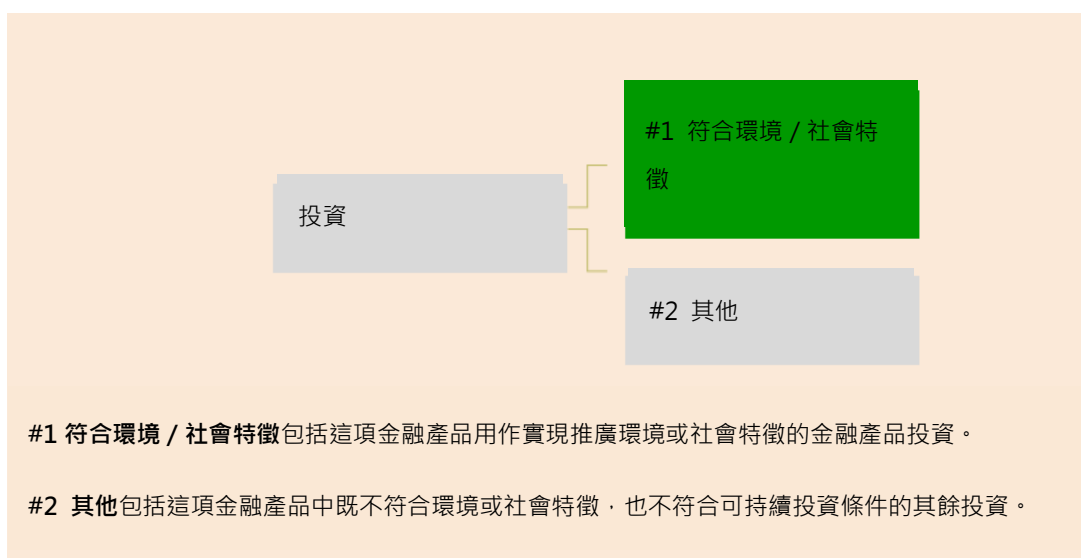 #1 符合環境 / 社會特
徵
投資
#2 其他
#1 符合環境 / 社會特徵包括這項金融產品用作實現推廣環境或社會特徵的金融產品投資。
#2 其他包括這項金融產品中既不符合環境或社會特徵，也不符合可持續投資條件的其餘投資。